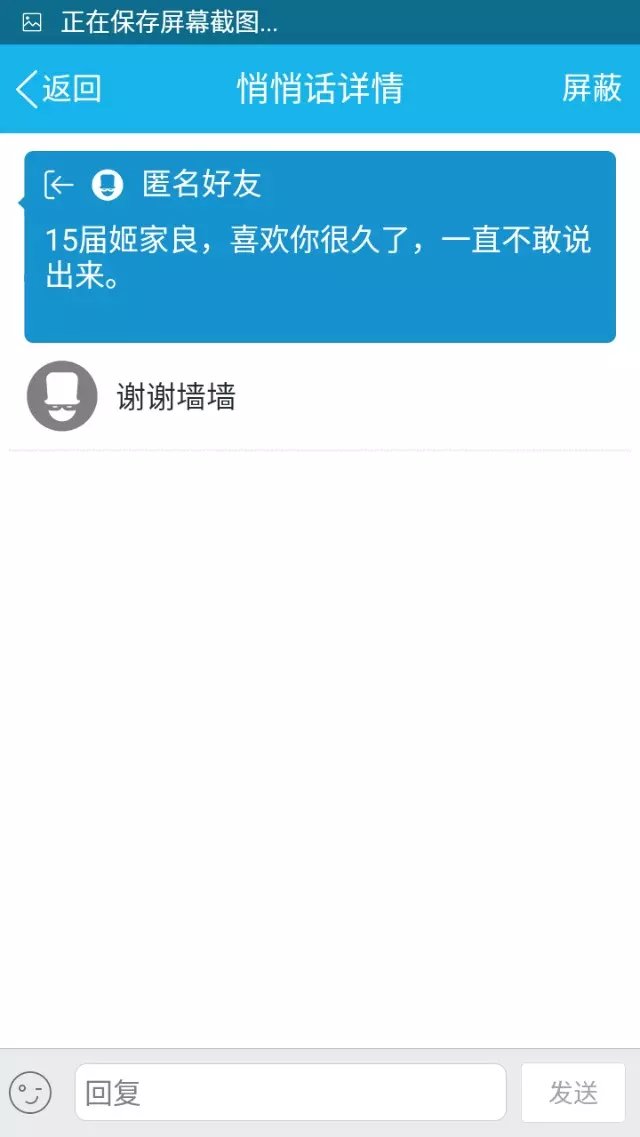 正在保存屏幕截图...
返回
悄悄话详情
屏蔽
匿名好友
15届姬家良，喜欢你很久了，一直不敢说
出来。
谢谢墙墙
回复
发送